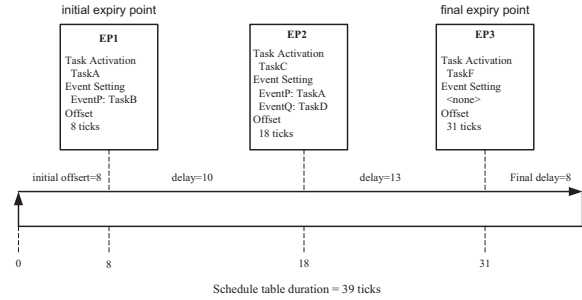 initial expiry point
final expiry point
EP1
Task Activation
TaskA
Event Setting
EventP: TaskB
Offset
8 ticks
EP2
Task Activation
TaskC
Event Setting
EventP: TaskA
EventQ: TaskD
Offset
18 ticks
EP3
Task Activation
TaskF
Event Setting
<none>
Offset
31 ticks
initial offsert=8
delay=10
delay=13
Final delay=8
0
8
18
31
Schedule table duration = 39 ticks